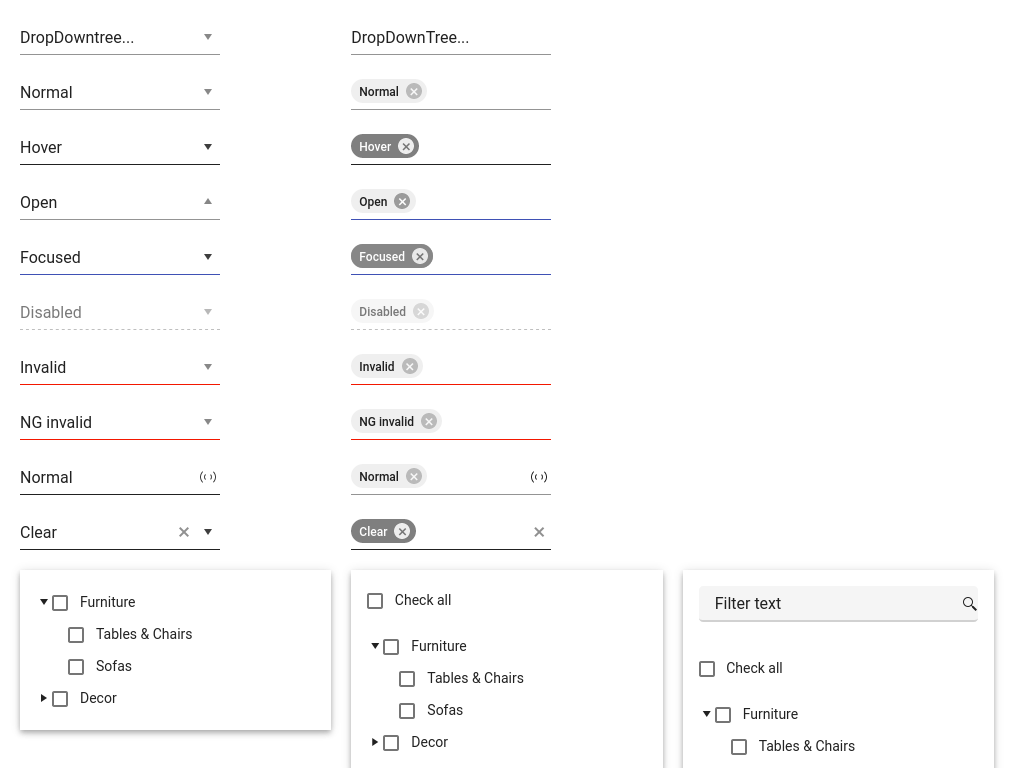 DropDowntree...
DropDownTree...
Normal
Normal
Hover
Hover
Open
Open
Focused
Focused
Disabled
Disabled
Invalid
Invalid
NG invalid
NG invalid
Normal
Normal
Clear
Clear
Furniture
Tables & Chairs
Sofas
Decor
Check all
Furniture
Tables & Chairs
Sofas
Decor
Filter text
Check all
Furniture
Tables & Chairs